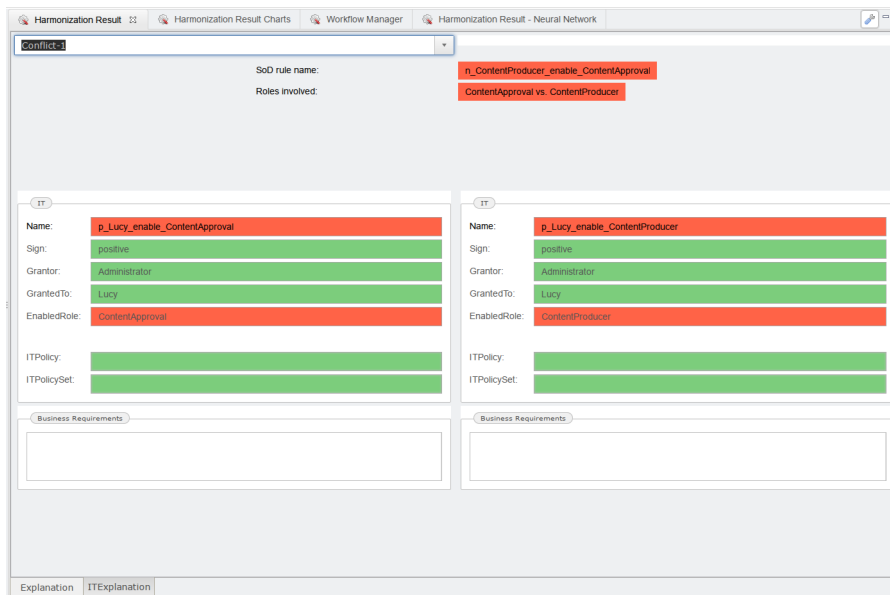 Harmonization Result
Harmonization Result Charts
Workflow Manager
Harmonization Result - Neural Network
Conflict-1
SoD rule name:
n_ContentProducer_enable_ContentApproval
Roles involved:
ContentApproval vs. ContentProducer
IT
Name:
p_Lucy_enable_ContentApproval
Sign:
positive
Grantor:
Administrator
GrantedTo:
Lucy
EnabledRole:
ContentApproval
ITPolicy:
ITPolicySet:
Business Requirements
IT
Name:
p_Lucy_enable_ContentProducer
Sign:
positive
Grantor:
Administrator
GrantedTo:
Lucy
EnabledRole:
ContentProducer
ITPolicy:
ITPolicySet:
Business Requirements
Explanation
ITExplanation